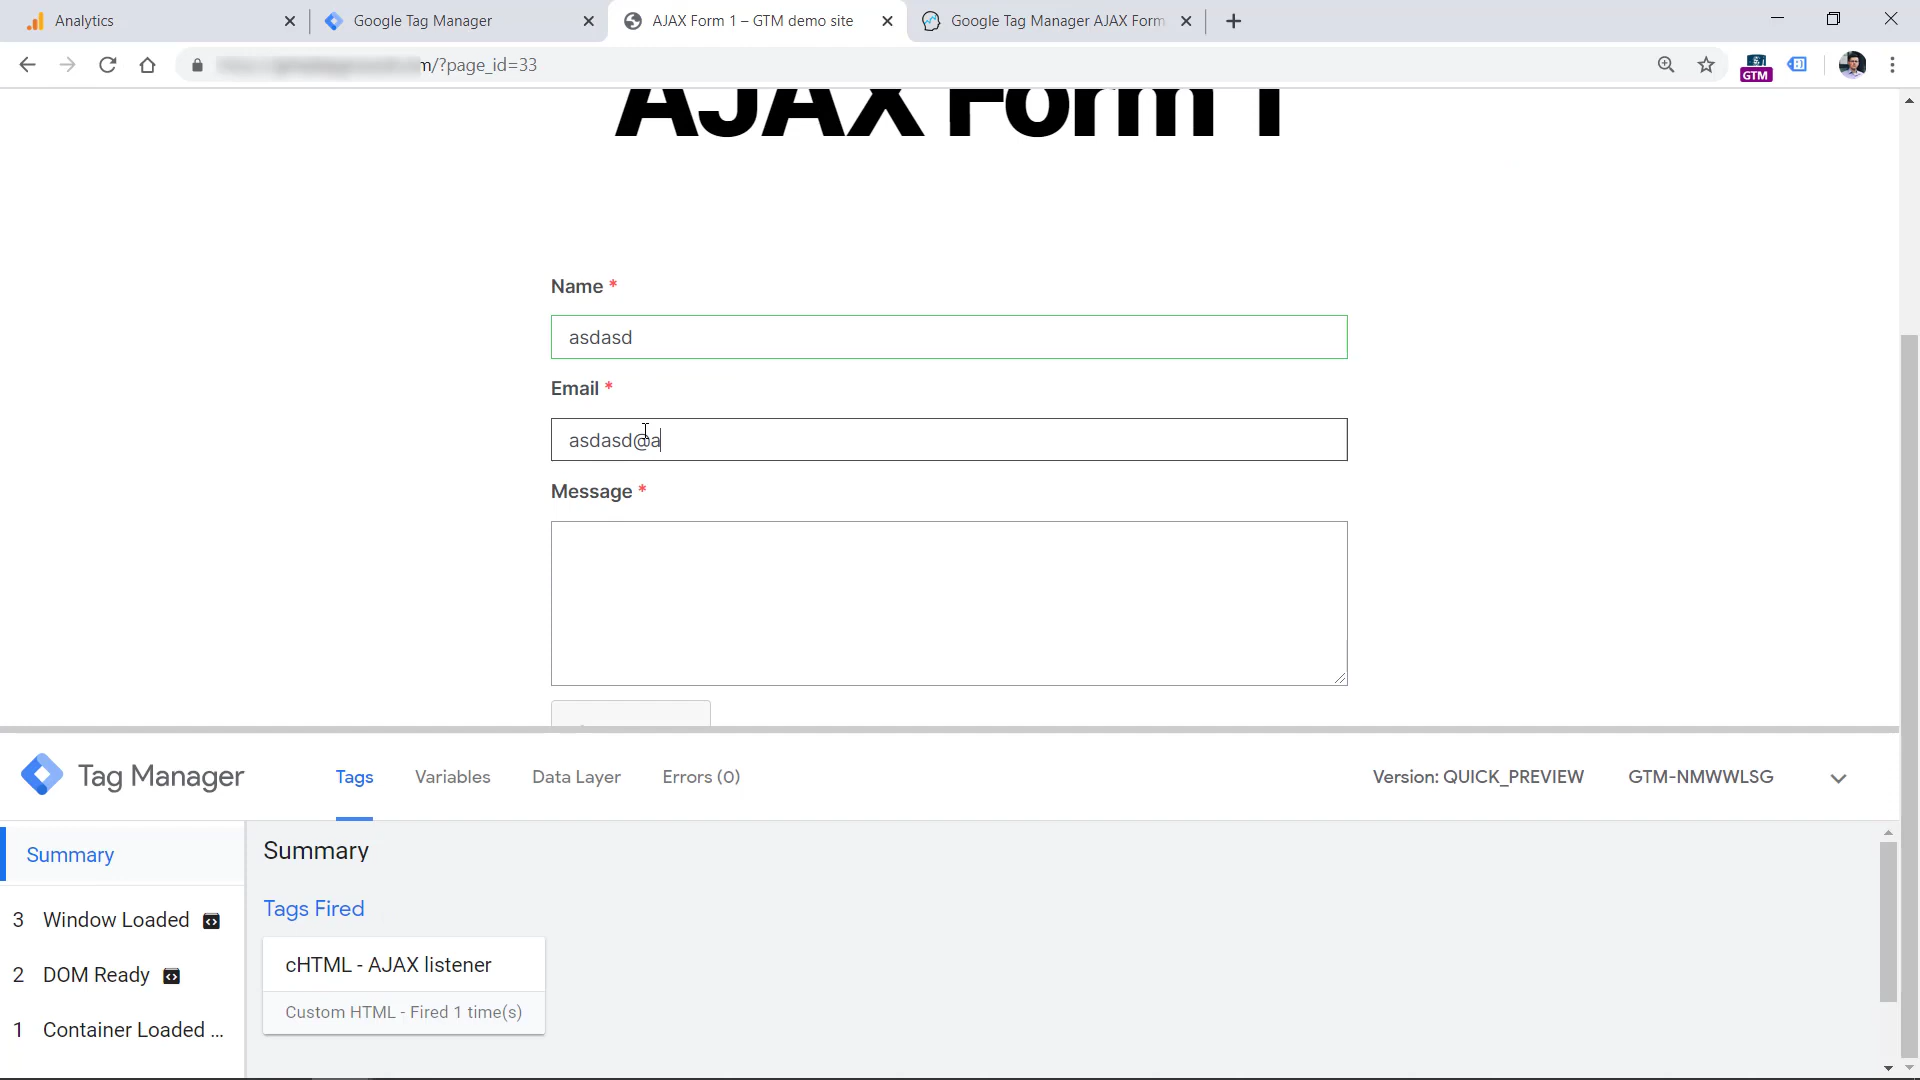 Analytics
Google Tag Manager
AJAX Form 1 – GTM demo site
Google Tag Manager AJAX Form
m/?page_id=33
GTM
AJAX Form 1
Name *
asdasd
Email *
asdasd@a
Message *
Tag Manager
Tags
Variables
Data Layer
Errors (0)
Version: QUICK_PREVIEW
GTM-NMWWLSG
Summary
3 Window Loaded
2 DOM Ready
1 Container Loaded ...
Summary
Tags Fired
cHTML - AJAX listener
Custom HTML - Fired 1 time(s)